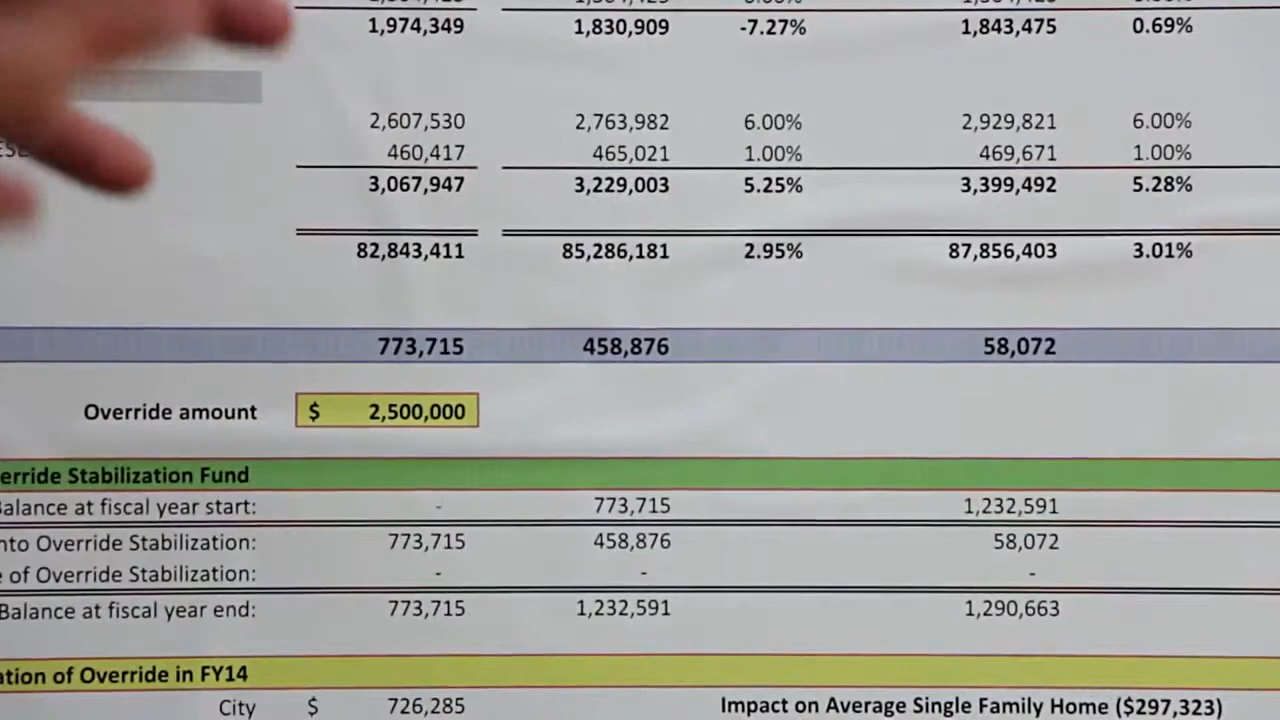 1,974,349 1,830,909 -7.27% 1,843,475 0.69%
2,607,530 2,763,982 6.00% 2,929,821 6.00%
460,417 465,021 1.00% 469,671 1.00%
3,067,947 3,229,003 5.25% 3,399,492 5.28%
82,843,411 85,286,181 2.95% 87,856,403 3.01%
773,715 458,876 58,072
Override amount $ 2,500,000
erride Stabilization Fund
Balance at fiscal year start: - 773,715 1,232,591
nto Override Stabilization: 773,715 458,876 58,072
e of Override Stabilization: - - -
Balance at fiscal year end: 773,715 1,232,591 1,290,663
ation of Override in FY14
City $ 726,285 Impact on Average Single Family Home ($297,323)